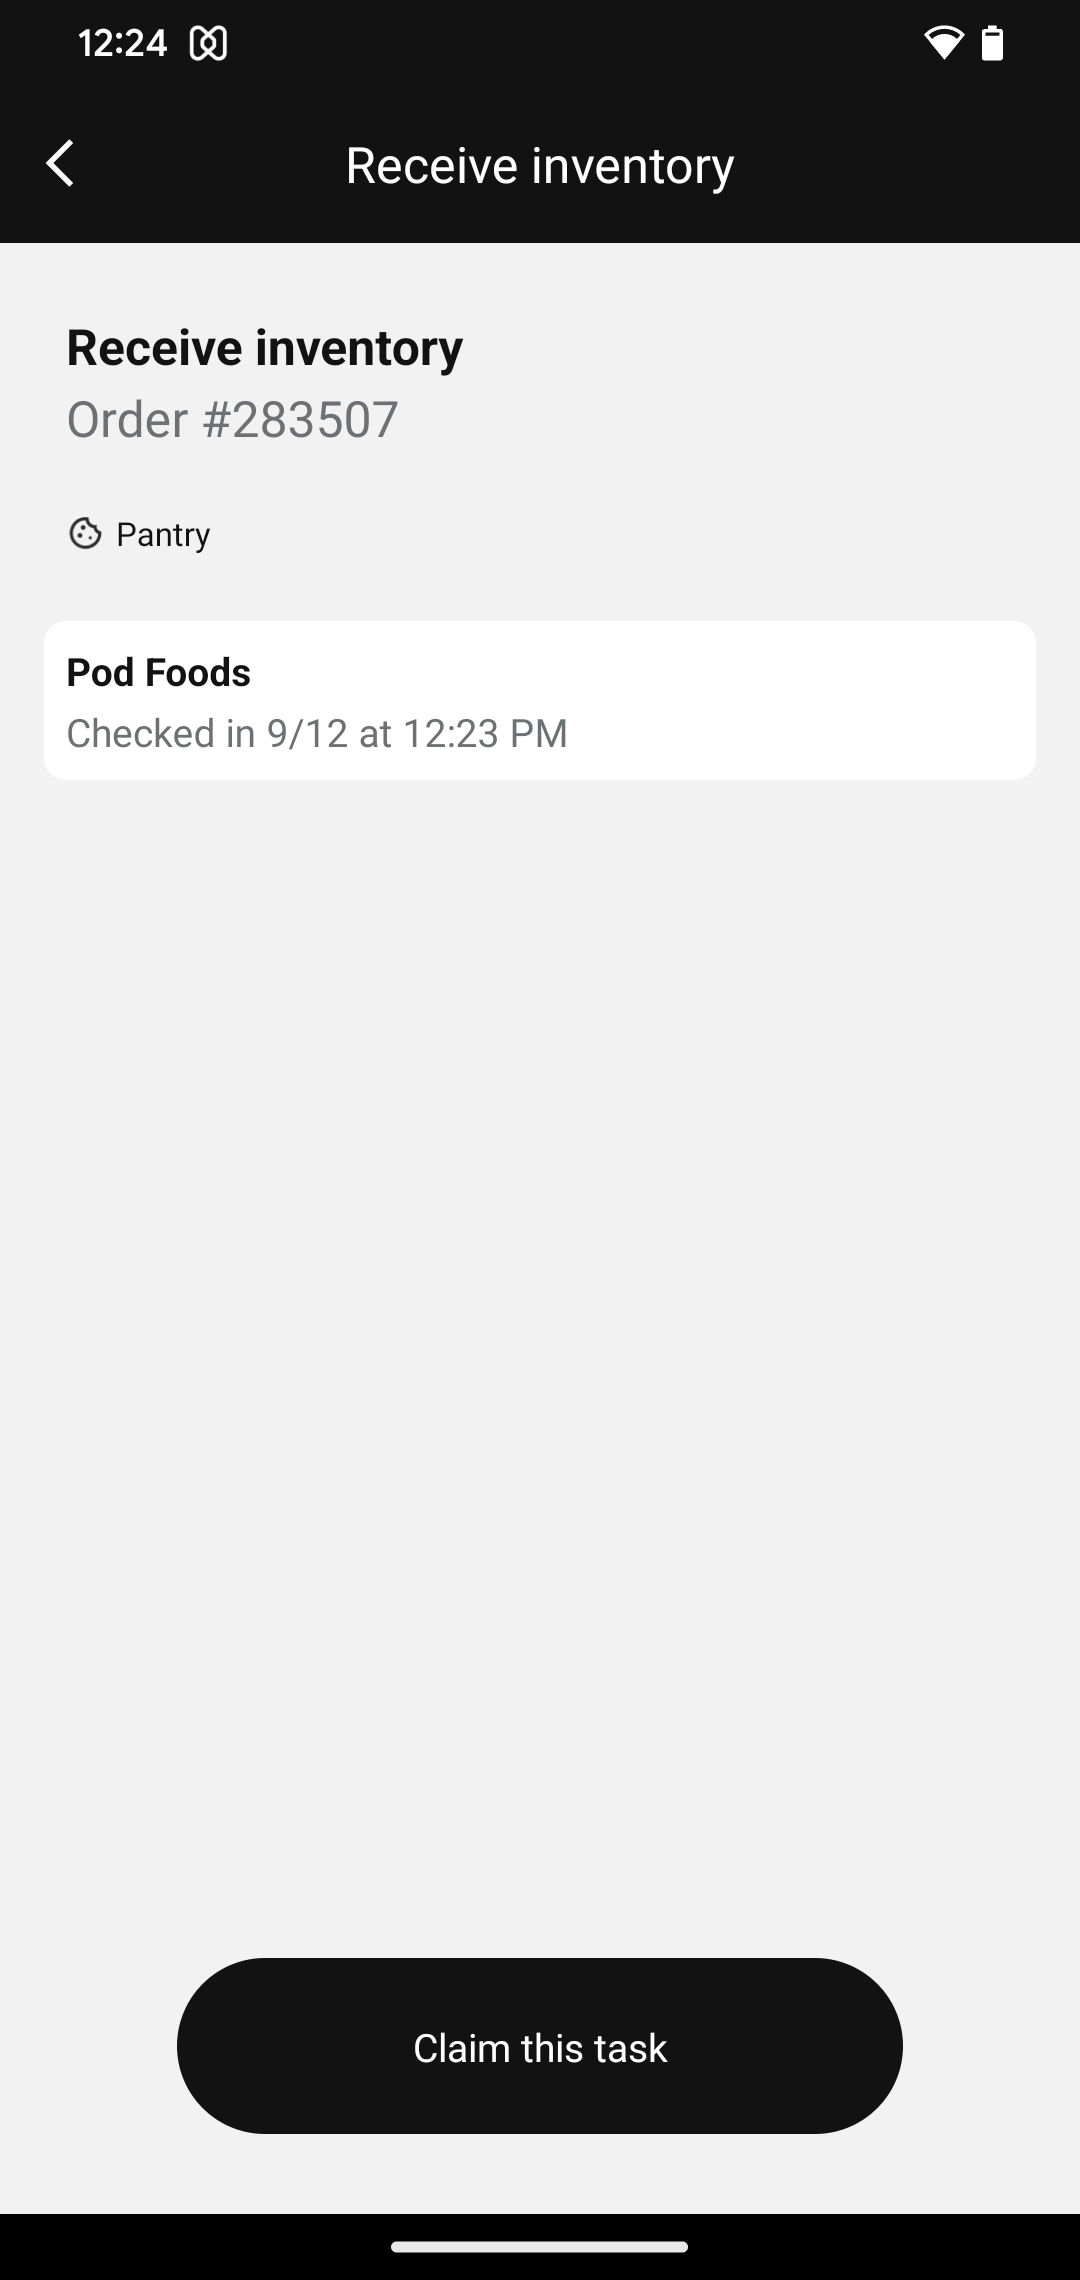 12:24
Receive inventory
Receive inventory
Order #283507
Pantry
Pod Foods
Checked in 9/12 at 12:23 PM
Claim this task